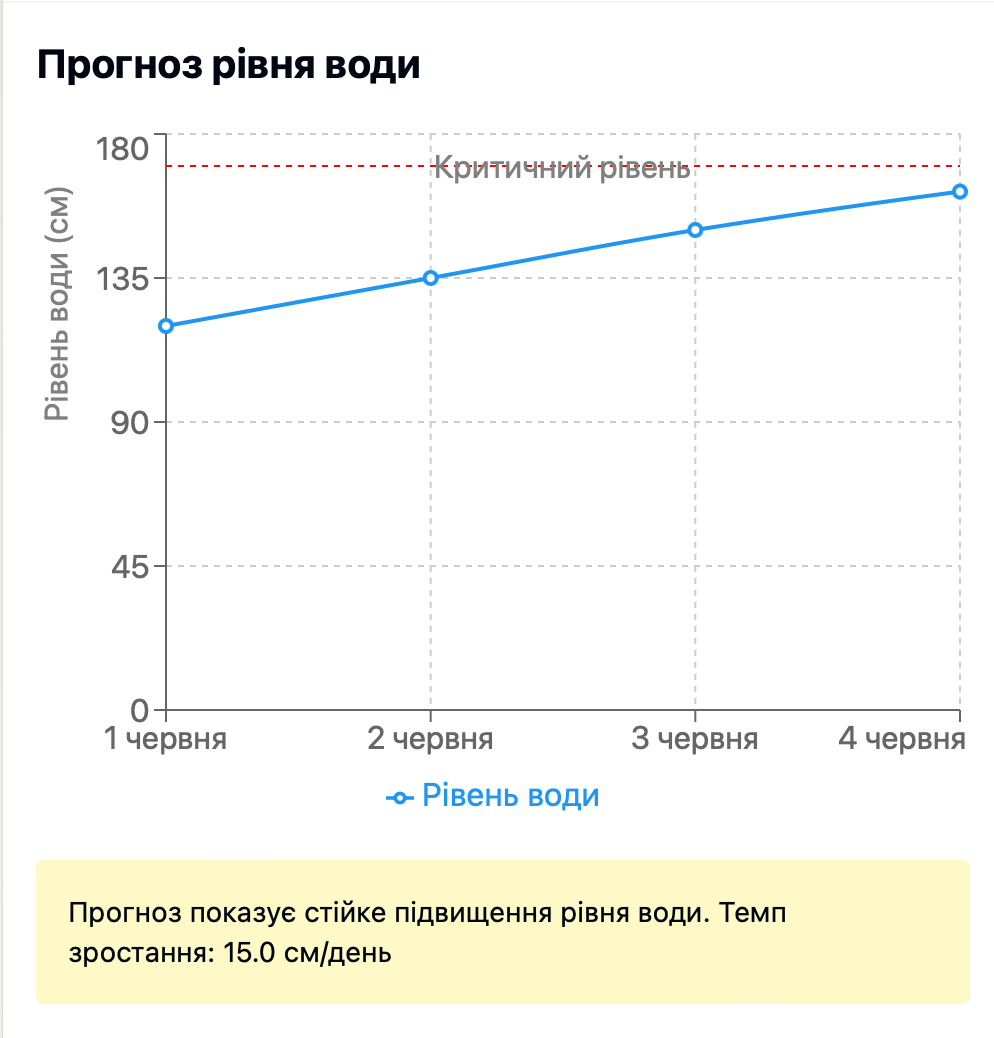 Прогноз рівня води
180
Критичний рівень
135
90
45
0
Рівень води (см)
1 червня
2 червня
3 червня
4 червня
Рівень води
Прогноз показує стійке підвищення рівня води. Темп
зростання: 15.0 см/день